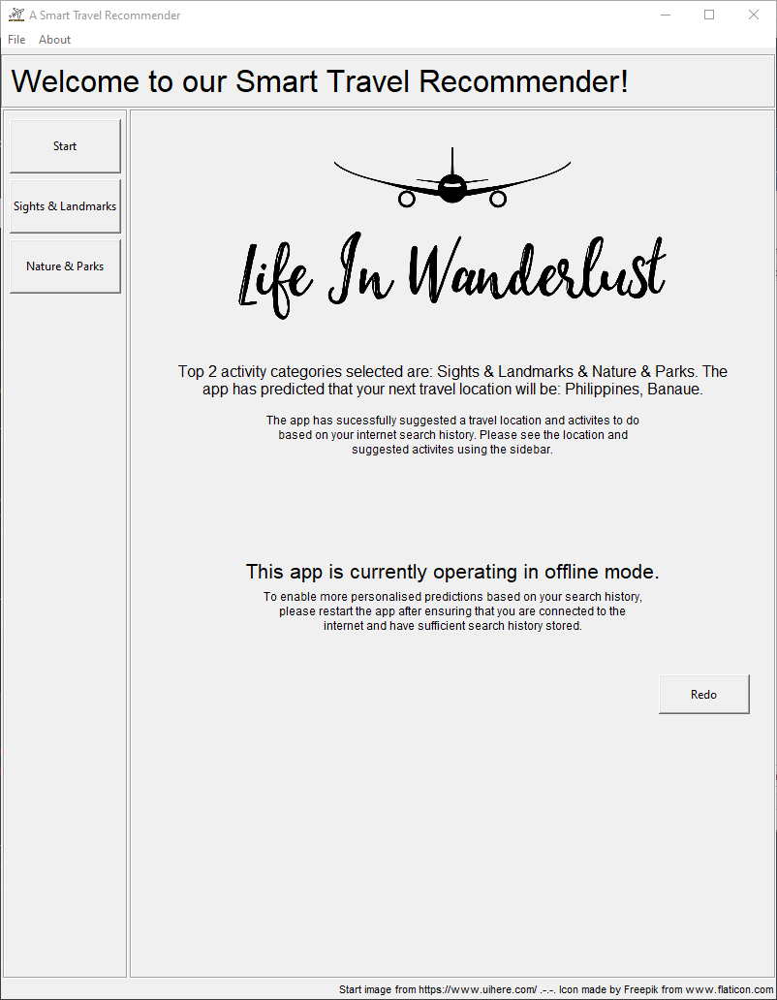 A Smart Travel Recommender
File About
Welcome to our Smart Travel Recommender!
Start
Sights & Landmarks
Nature & Parks
Life In Wanderlust
Top 2 activity categories selected are: Sights & Landmarks & Nature & Parks. The
app has predicted that your next travel location will be: Philippines, Banaue.
The app has sucessfully suggested a travel location and activites to do
based on your internet search history. Please see the location and
suggested activites using the sidebar.
This app is currently operating in offline mode.
To enable more personalised predictions based on your search history,
please restart the app after ensuring that you are connected to the
internet and have sufficient search history stored.
Redo
Start image from https://www.uihere.com/ .-.-. Icon made by Freepik from www.flaticon.com